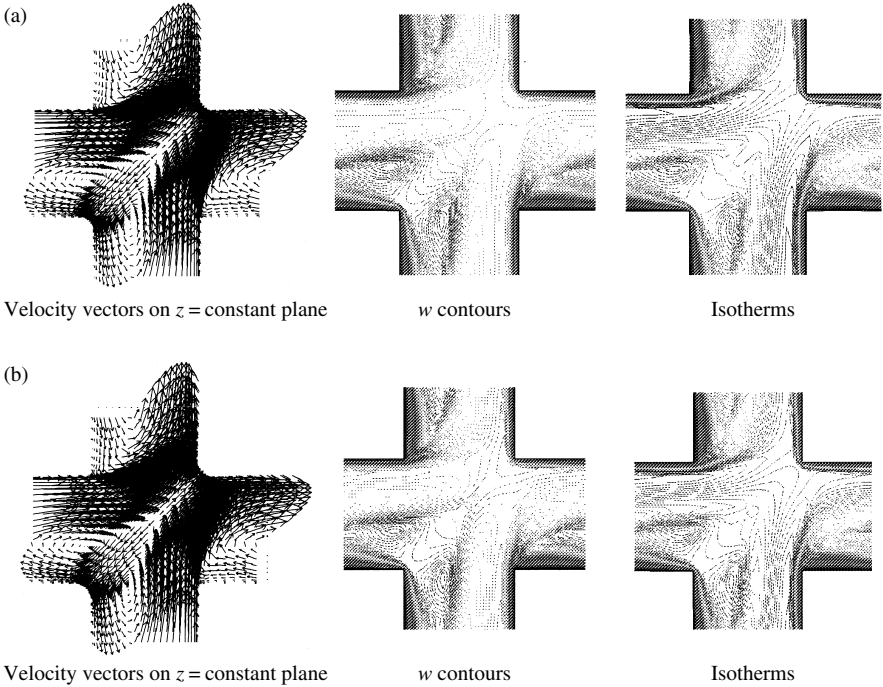 (a)
Velocity vectors on z = constant plane
w contours
Isotherms
(b)
Velocity vectors on z = constant plane
w contours
Isotherms